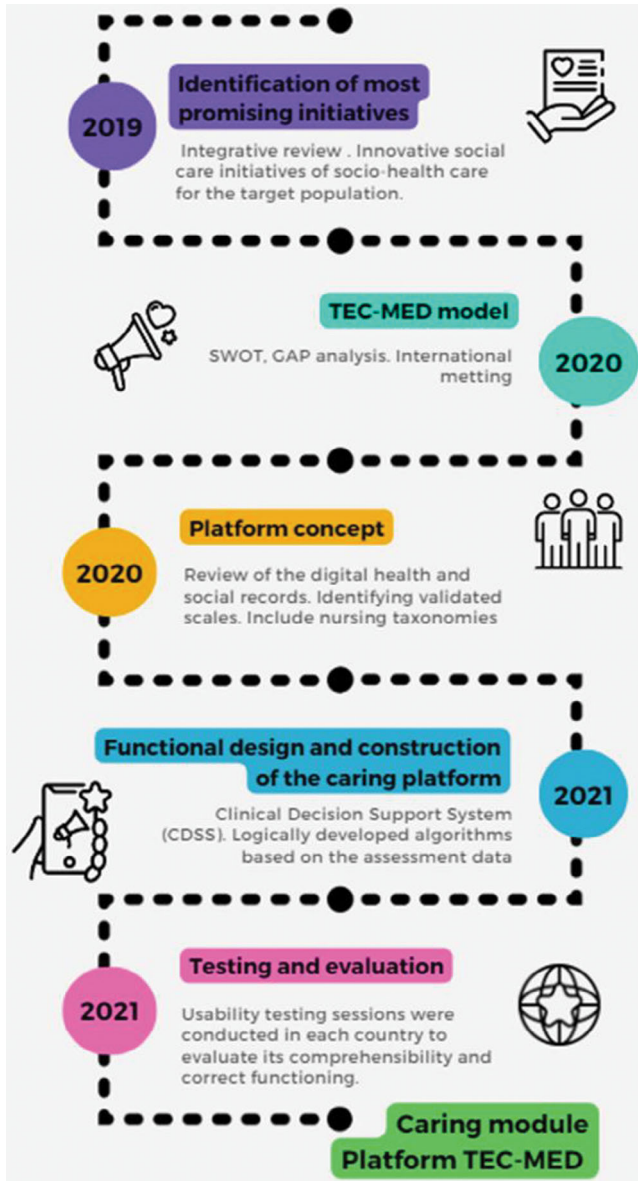 Identification of most
promising initiatives
2019
Integrative review . Innovative social
care initiatives of socio-health care
for the target population.
TEC-MED model
2020
SWOT, GAP analysis. International
metting
Platform concept
2020
Review of the digital health and
social records. Identifying validated
scales. Include nursing taxonomies
Functional design and construction
of the caring platform
2021
Clinical Decision Support System
(CDSS). Logically developed algorithms
based on the assessment data
Testing and evaluation
2021
Usability testing sessions were
conducted in each country to
evaluate its comprehensibility and
correct functioning.
Caring module
Platform TEC-MED